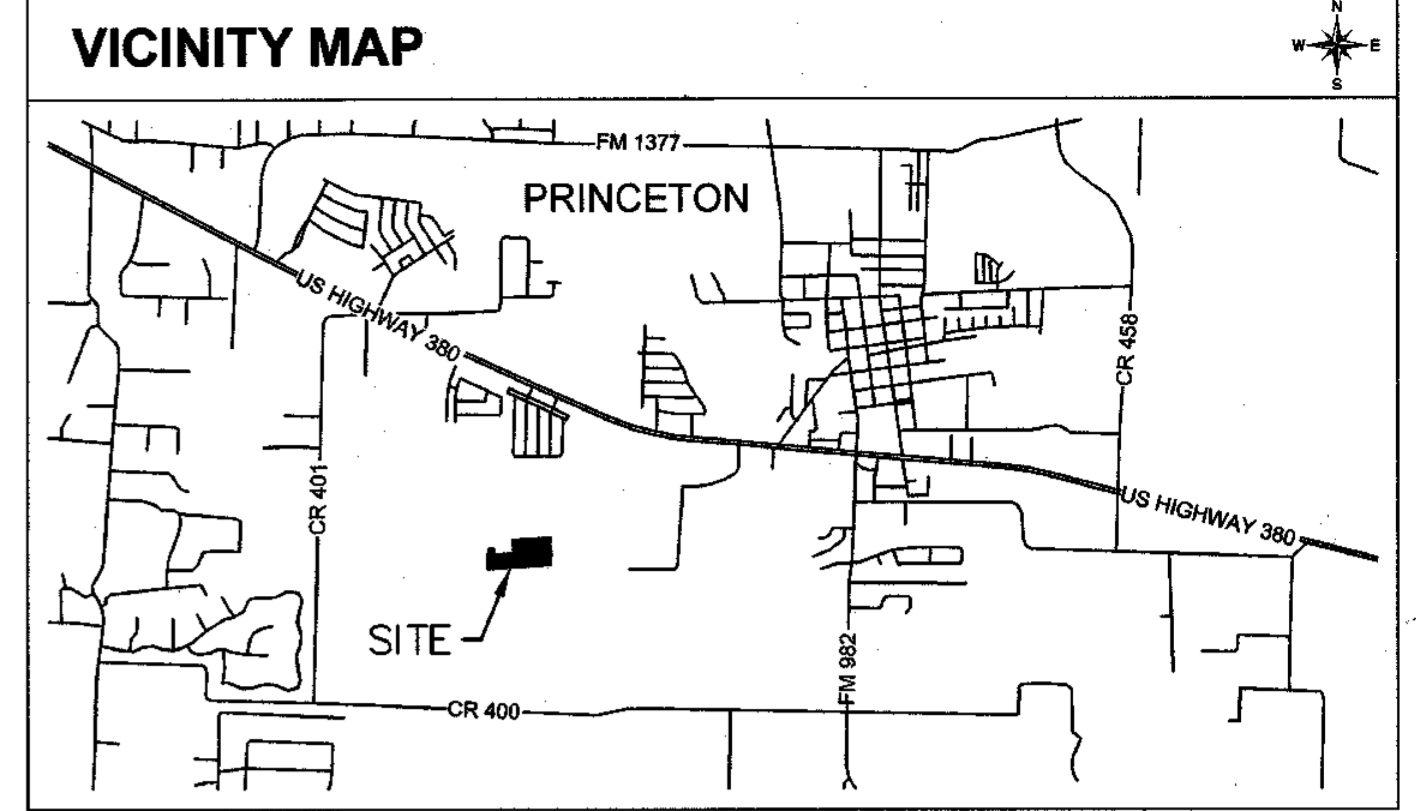 VICINITY MAP
N
W E
S
FM 1377
PRINCETON
US HIGHWAY 380
CR 458
CR 401
US HIGHWAY 380
SITE
FM 982
CR 400